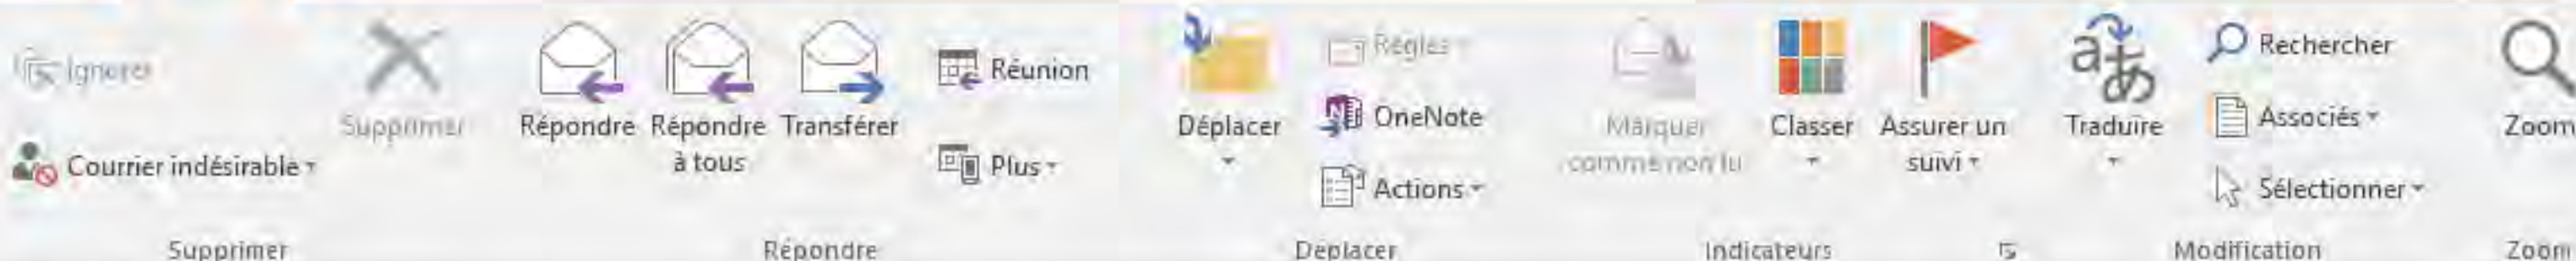 Ignorer
Courrier indésirable
Supprimer
Supprimer
Répondre
Répondre
à tous
Transférer
Réunion
Plus
Répondre
Déplacer
Règles
OneNote
Actions
Déplacer
Marquer
comme non lu
Classer
Assurer un
suivi
Indicateurs
Traduire
Rechercher
Associés
Sélectionner
Modification
Zoom
Zoom